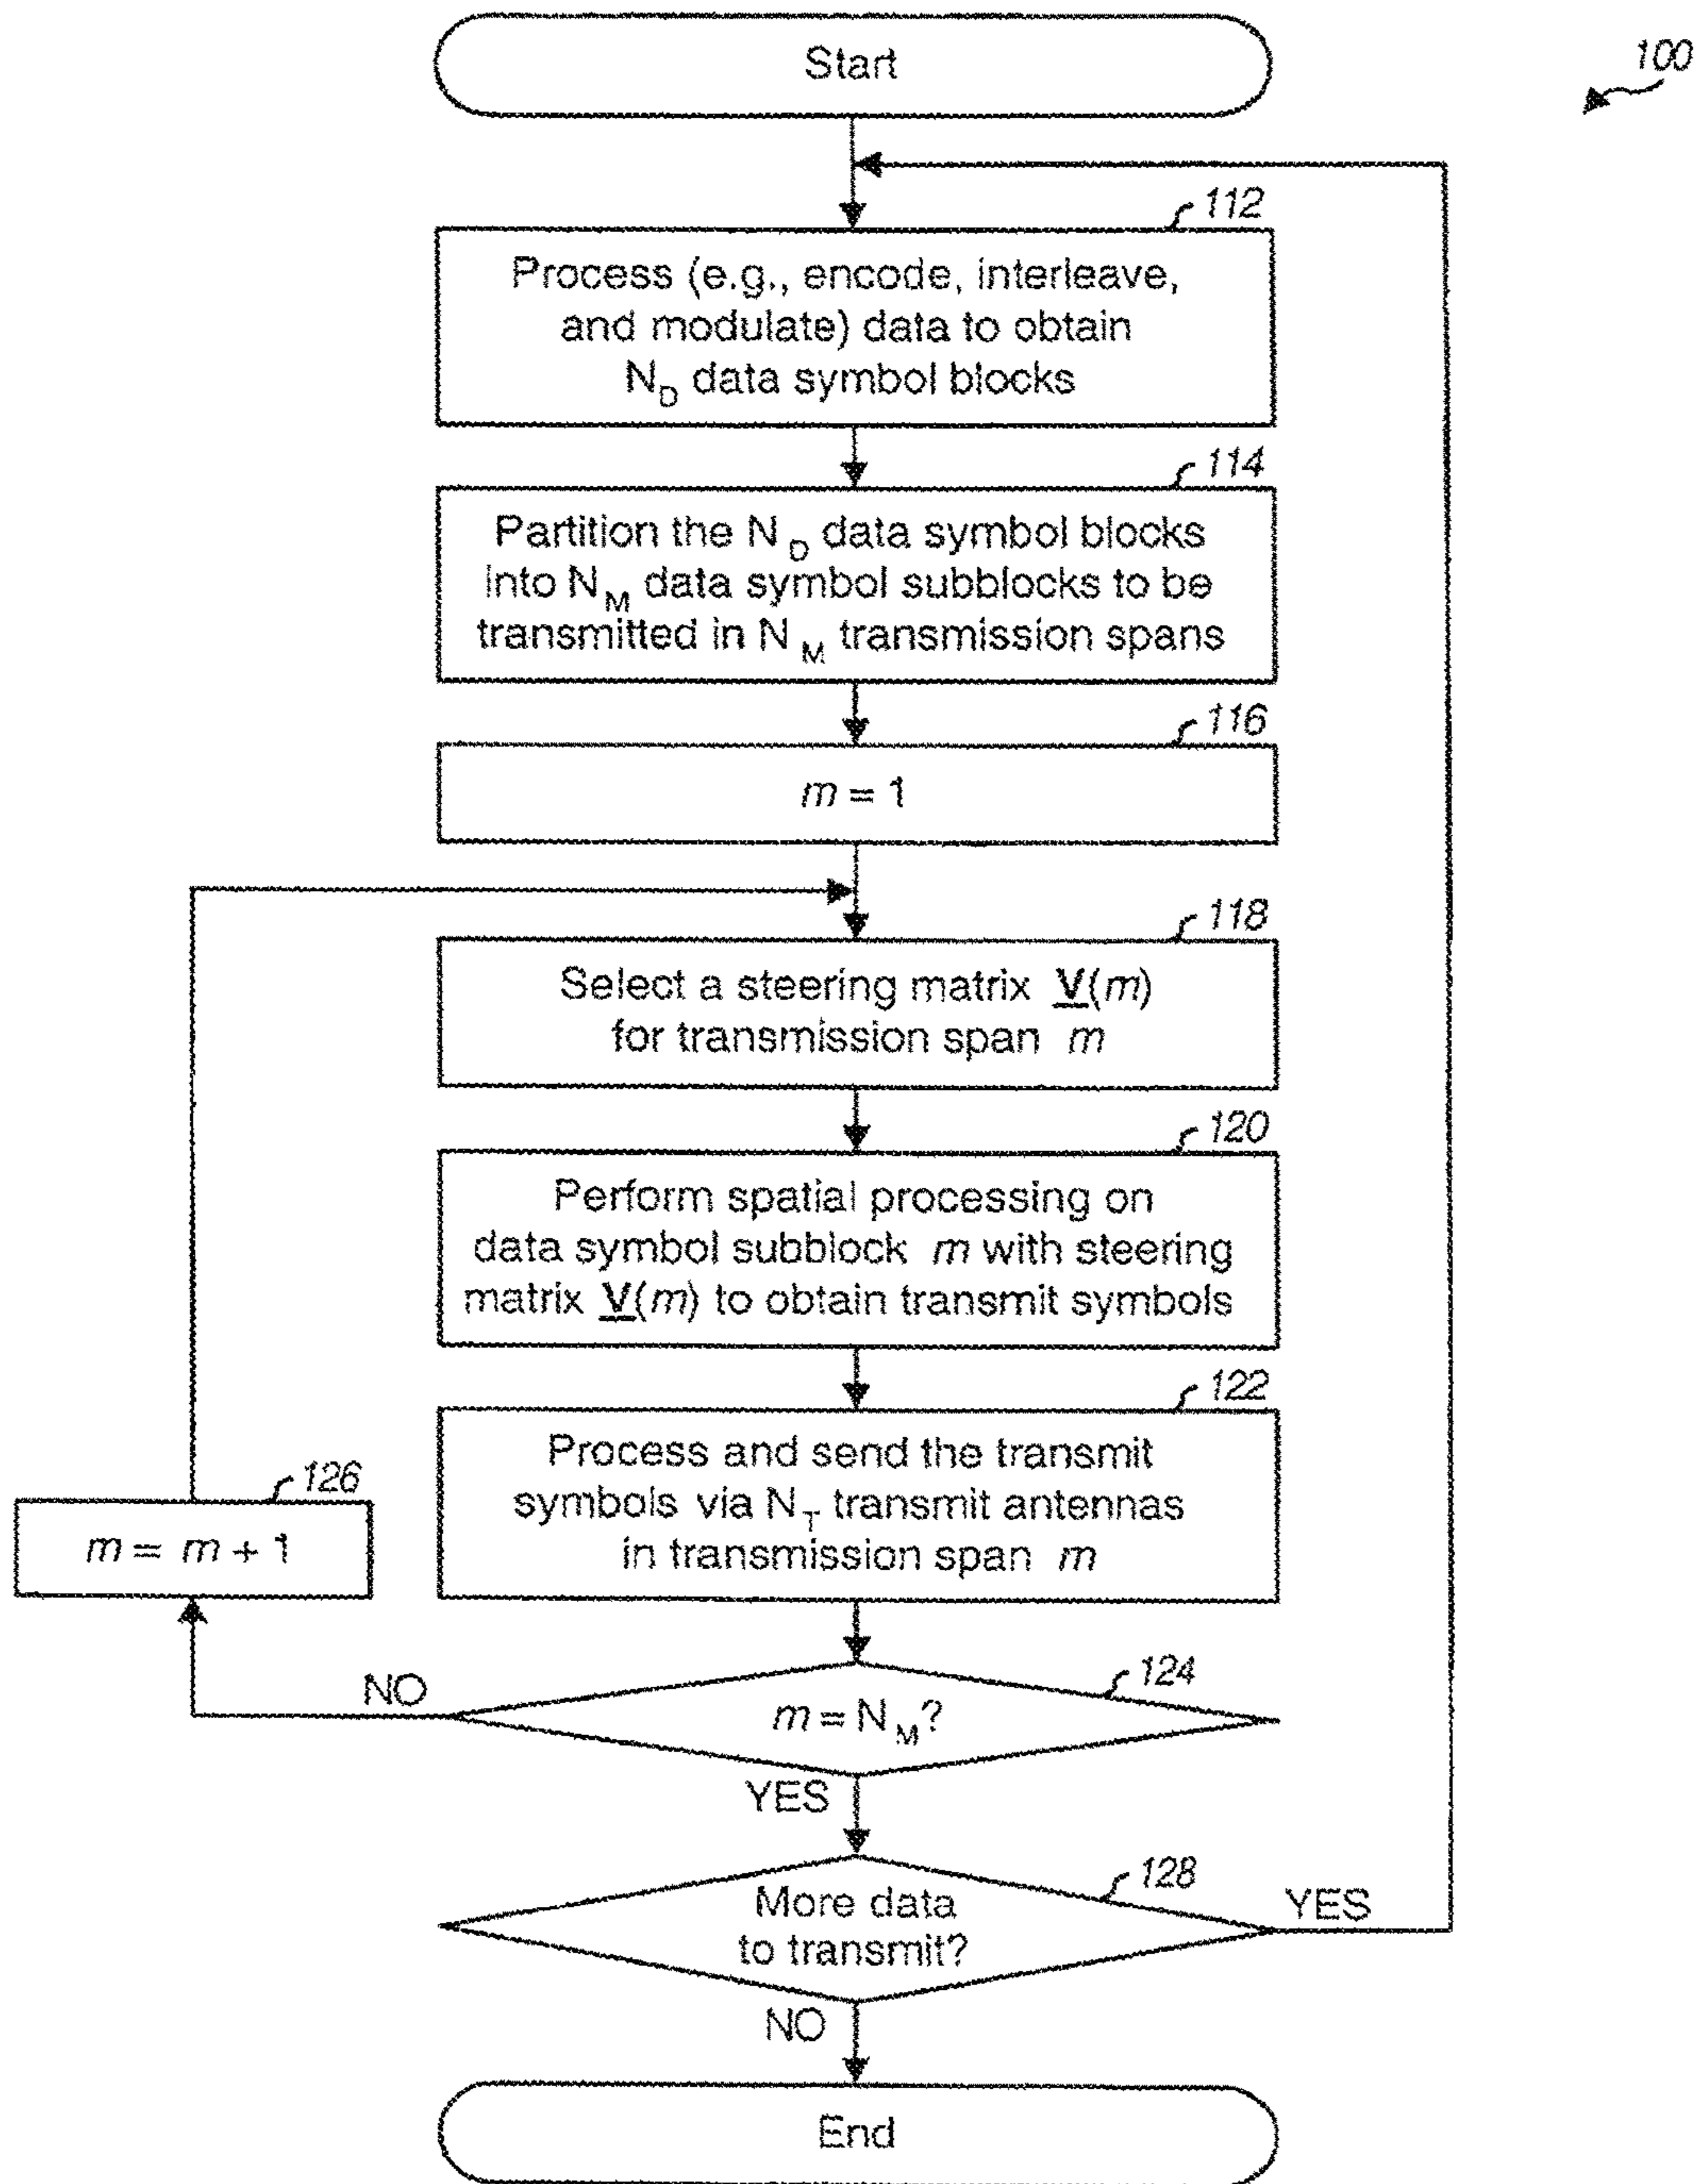 Start
100
112
Process (e.g., encode, interleave,
and modulate) data to obtain
N_D data symbol blocks
114
Partition the N_D data symbol blocks
into N_M data symbol subblocks to be
transmitted in N_M transmission spans
116
m = 1
118
Select a steering matrix V(m)
for transmission span m
120
Perform spatial processing on
data symbol subblock m with steering
matrix V(m) to obtain transmit symbols
122
Process and send the transmit
symbols via N_T transmit antennas
in transmission span m
126
m = m + 1
124
NO
m = N_M?
YES
128
More data
to transmit?
YES
NO
End